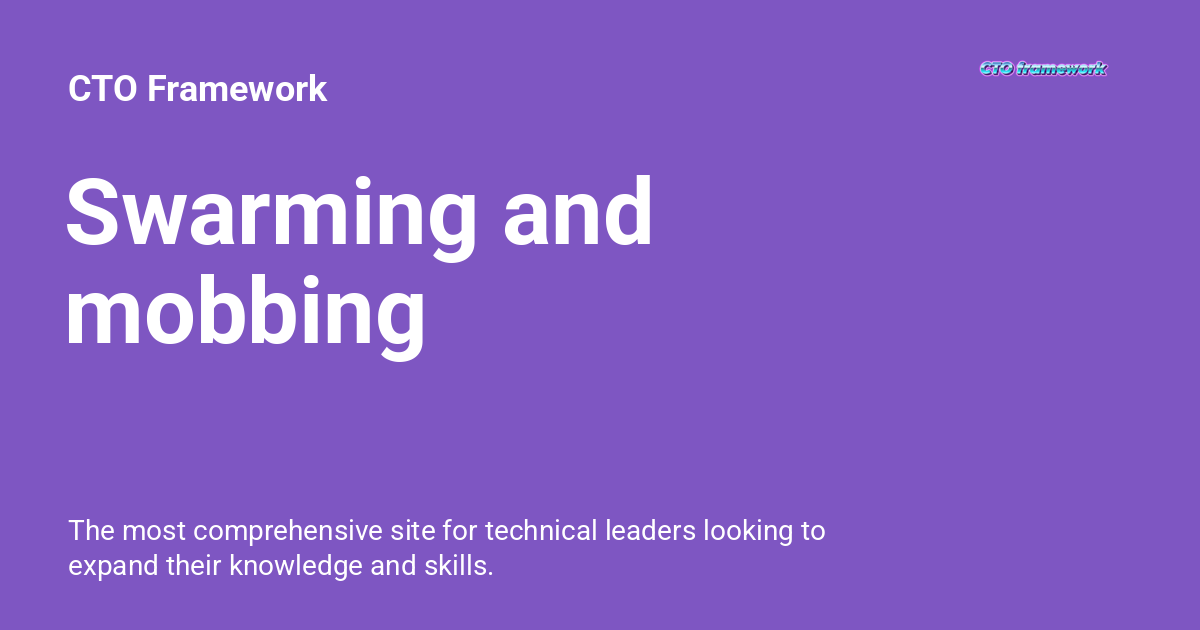 CTO Framework
CTO framework
Swarming and
mobbing
The most comprehensive site for technical leaders looking to
expand their knowledge and skills.